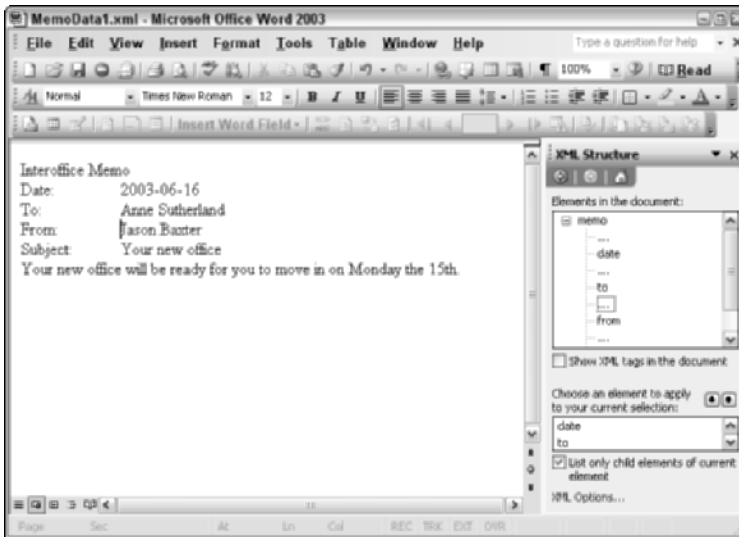 MemoData1.xml - Microsoft Office Word 2003
File Edit View Insert Format Tools Table Window Help Type a question for help
100% Read
Normal Times New Roman 12 B I U A
Insert Word Field
Interoffice Memo
Date: 2003-06-16
To: Anne Sutherland
From: Jason Baxter
Subject: Your new office
Your new office will be ready for you to move in on Monday the 15th.
XML Structure
Elements in the document:
memo
...
date
...
to
...
from
...
Show XML tags in the document
Choose an element to apply
to your current selection:
date
to
List only child elements of current
element
XML Options...
Page Sec At Ln Col REC TRK EXT OVR